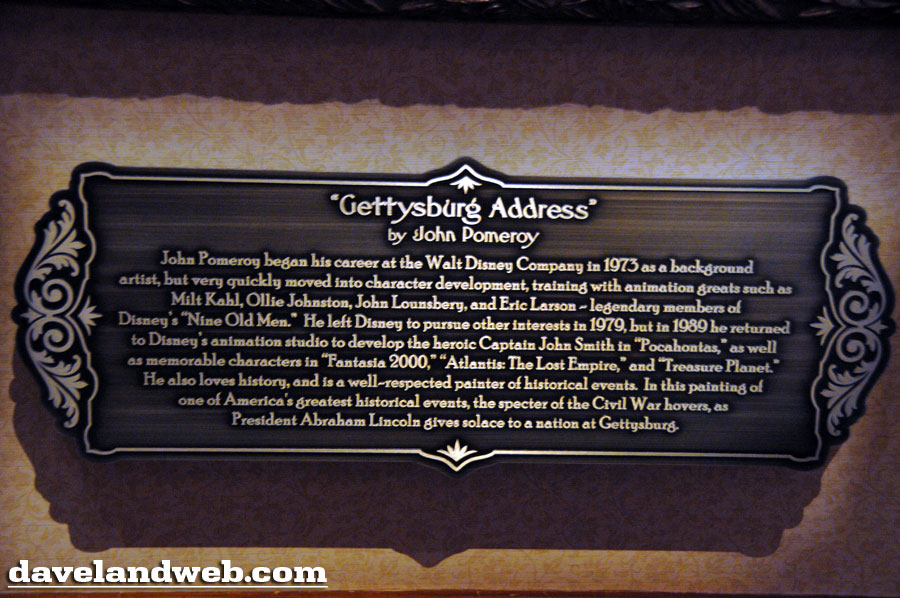 "Gettysburg Address"
by John Pomeroy
John Pomeroy began his career at the Walt Disney Company in 1973 as a background
artist, but very quickly moved into character development, training with animation greats such as
Milt Kahl, Ollie Johnston, John Lounsbery, and Eric Larson - legendary members of
Disney's "Nine Old Men." He left Disney to pursue other interests in 1979, but in 1989 he returned
to Disney's animation studio to develop the heroic Captain John Smith in "Pocahontas," as well
as memorable characters in "Fantasia 2000," "Atlantis: The Lost Empire," and "Treasure Planet."
He also loves history, and is a well-respected painter of historical events. In this painting of
one of America's greatest historical events, the specter of the Civil War hovers, as
President Abraham Lincoln gives solace to a nation at Gettysburg.
davelandweb.com